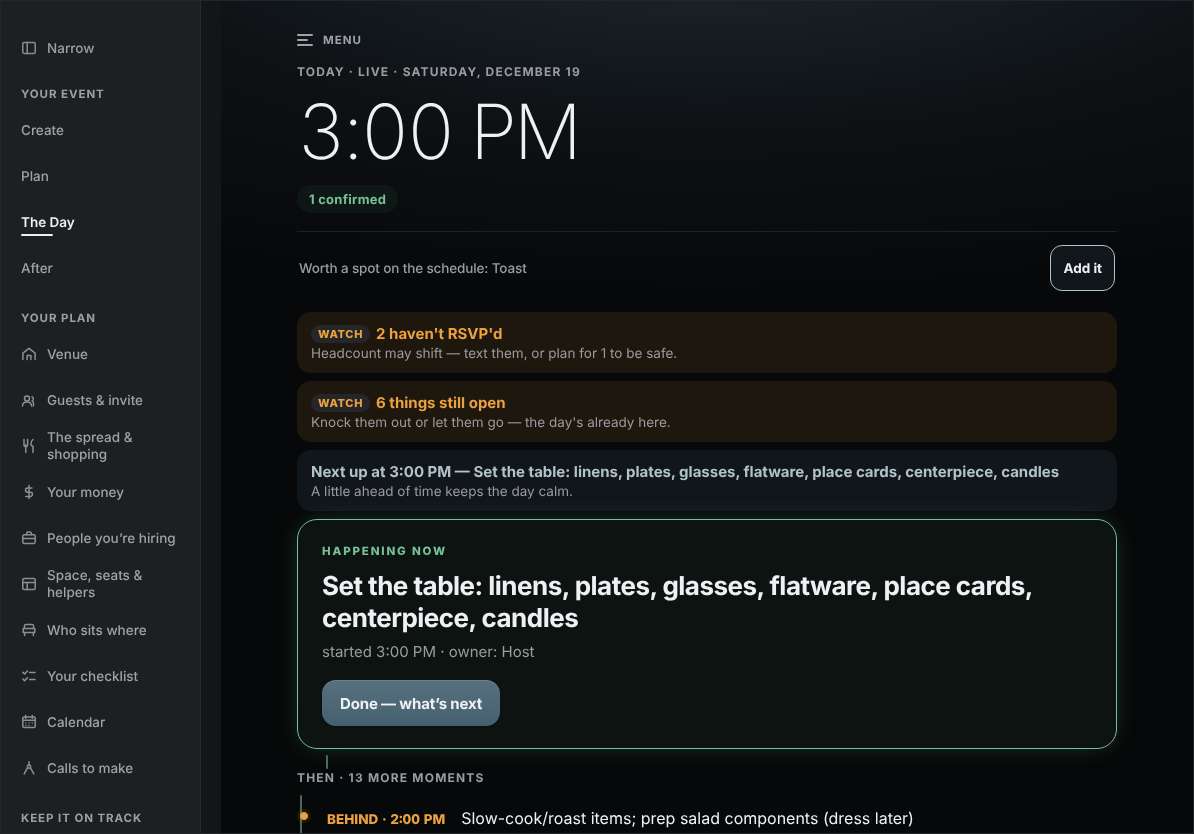 Narrow
YOUR EVENT
Create
Plan
The Day
After
YOUR PLAN
Venue
Guests & invite
The spread &
shopping
Your money
People you’re hiring
Space, seats &
helpers
Who sits where
Your checklist
Calendar
Calls to make
KEEP IT ON TRACK
MENU
TODAY · LIVE · SATURDAY, DECEMBER 19
3:00 PM
1 confirmed
Worth a spot on the schedule: Toast
Add it
WATCH 2 haven't RSVP'd
Headcount may shift — text them, or plan for 1 to be safe.
WATCH 6 things still open
Knock them out or let them go — the day's already here.
Next up at 3:00 PM — Set the table: linens, plates, glasses, flatware, place cards, centerpiece, candles
A little ahead of time keeps the day calm.
HAPPENING NOW
Set the table: linens, plates, glasses, flatware, place cards,
centerpiece, candles
started 3:00 PM · owner: Host
Done — what’s next
THEN · 13 MORE MOMENTS
BEHIND · 2:00 PM Slow-cook/roast items; prep salad components (dress later)